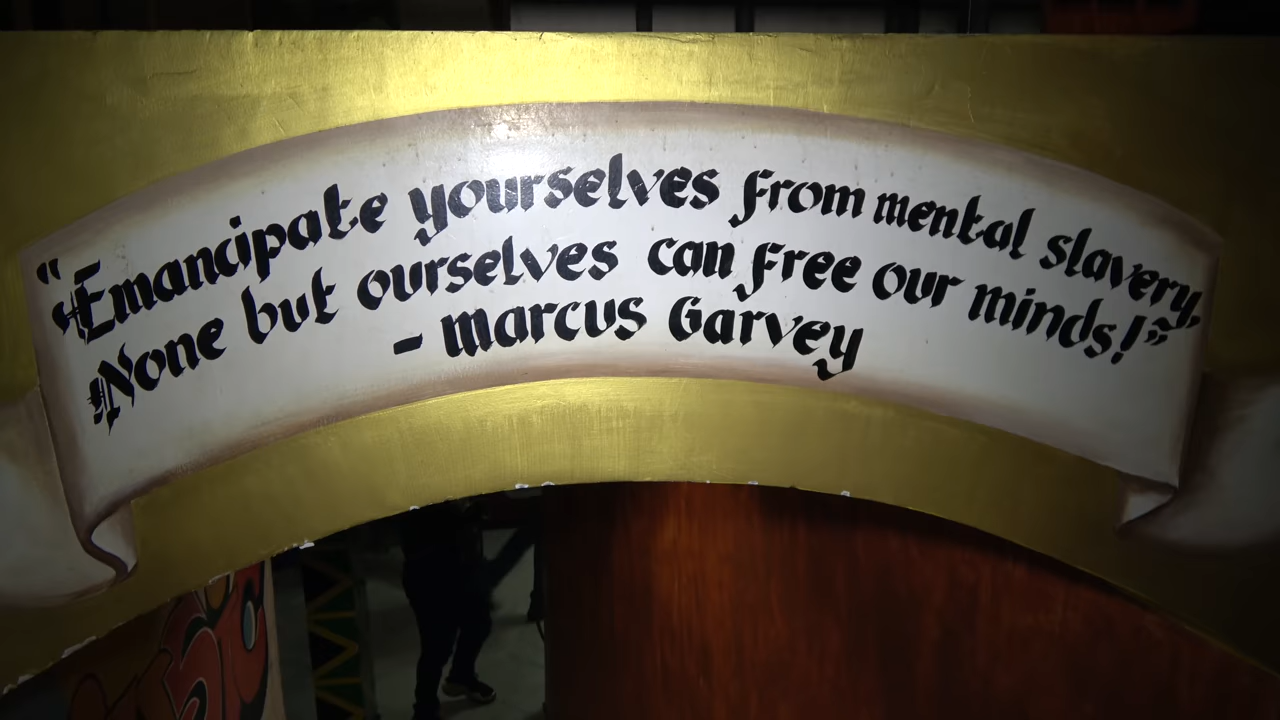 “Emancipate yourselves from mental slavery,
None but ourselves can free our minds!”
- Marcus Garvey